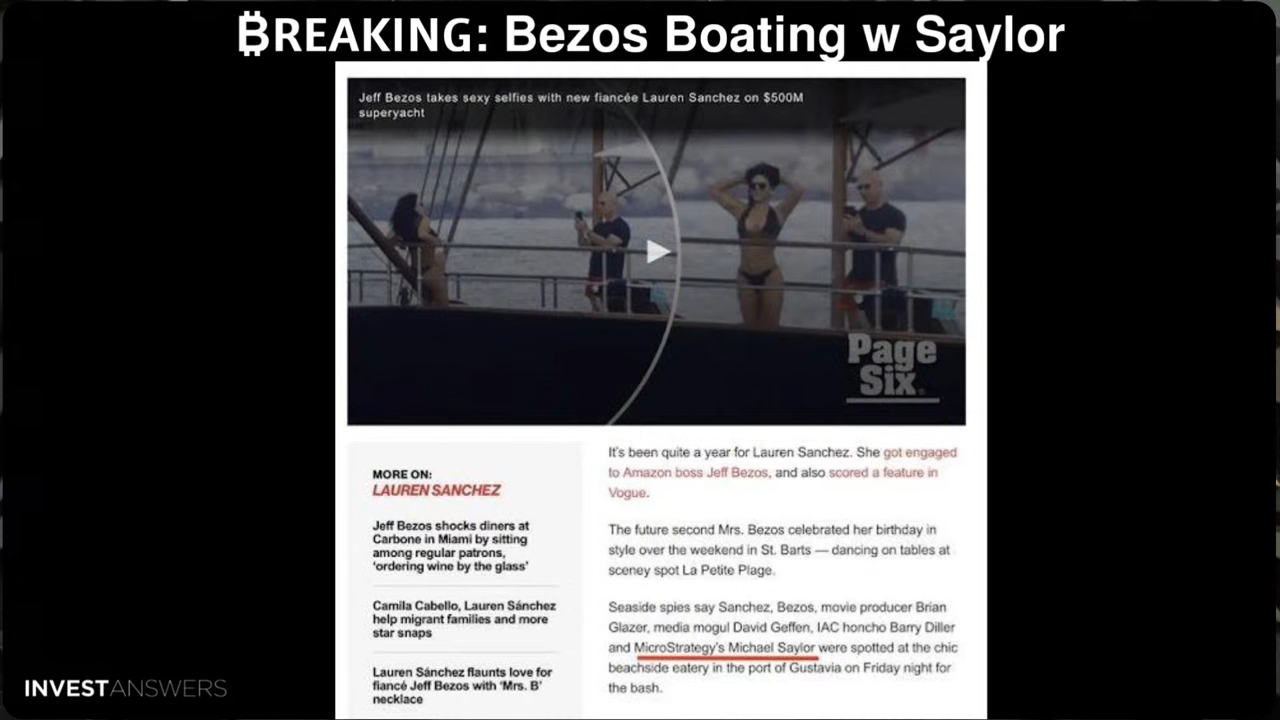 ₿REAKING: Bezos Boating w Saylor
Jeff Bezos takes sexy selfies with new fiancée Lauren Sanchez on $500M
superyacht
Page
Six
MORE ON:
LAUREN SANCHEZ
Jeff Bezos shocks diners at
Carbone in Miami by sitting
among regular patrons,
‘ordering wine by the glass’
Camila Cabello, Lauren Sánchez
help migrant families and more
star snaps
Lauren Sánchez flaunts love for
fiancé Jeff Bezos with ‘Mrs. B’
necklace
It's been quite a year for Lauren Sanchez. She got engaged
to Amazon boss Jeff Bezos, and also scored a feature in
Vogue.
The future second Mrs. Bezos celebrated her birthday in
style over the weekend in St. Barts — dancing on tables at
sceney spot La Petite Plage.
Seaside spies say Sanchez, Bezos, movie producer Brian
Glazer, media mogul David Geffen, IAC honcho Barry Diller
and MicroStrategy's Michael Saylor were spotted at the chic
beachside eatery in the port of Gustavia on Friday night for
the bash.
INVESTANSWERS